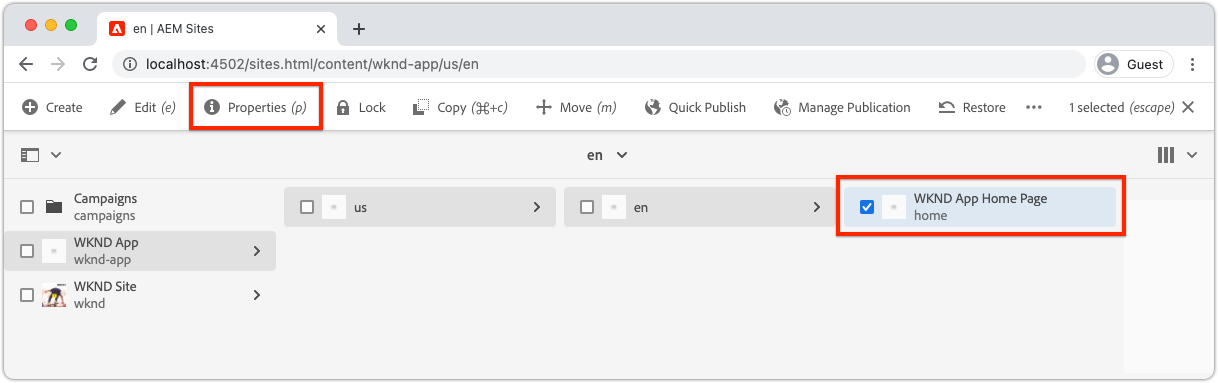 en | AEM Sites
localhost:4502/sites.html/content/wknd-app/us/en
Guest
Create Edit (e) Properties (p) Lock Copy (⌘+c) Move (m) Quick Publish Manage Publication Restore ••• 1 selected (escape)
en
Campaigns
campaigns
WKND App
wknd-app
WKND Site
wknd
us
en
WKND App Home Page
home